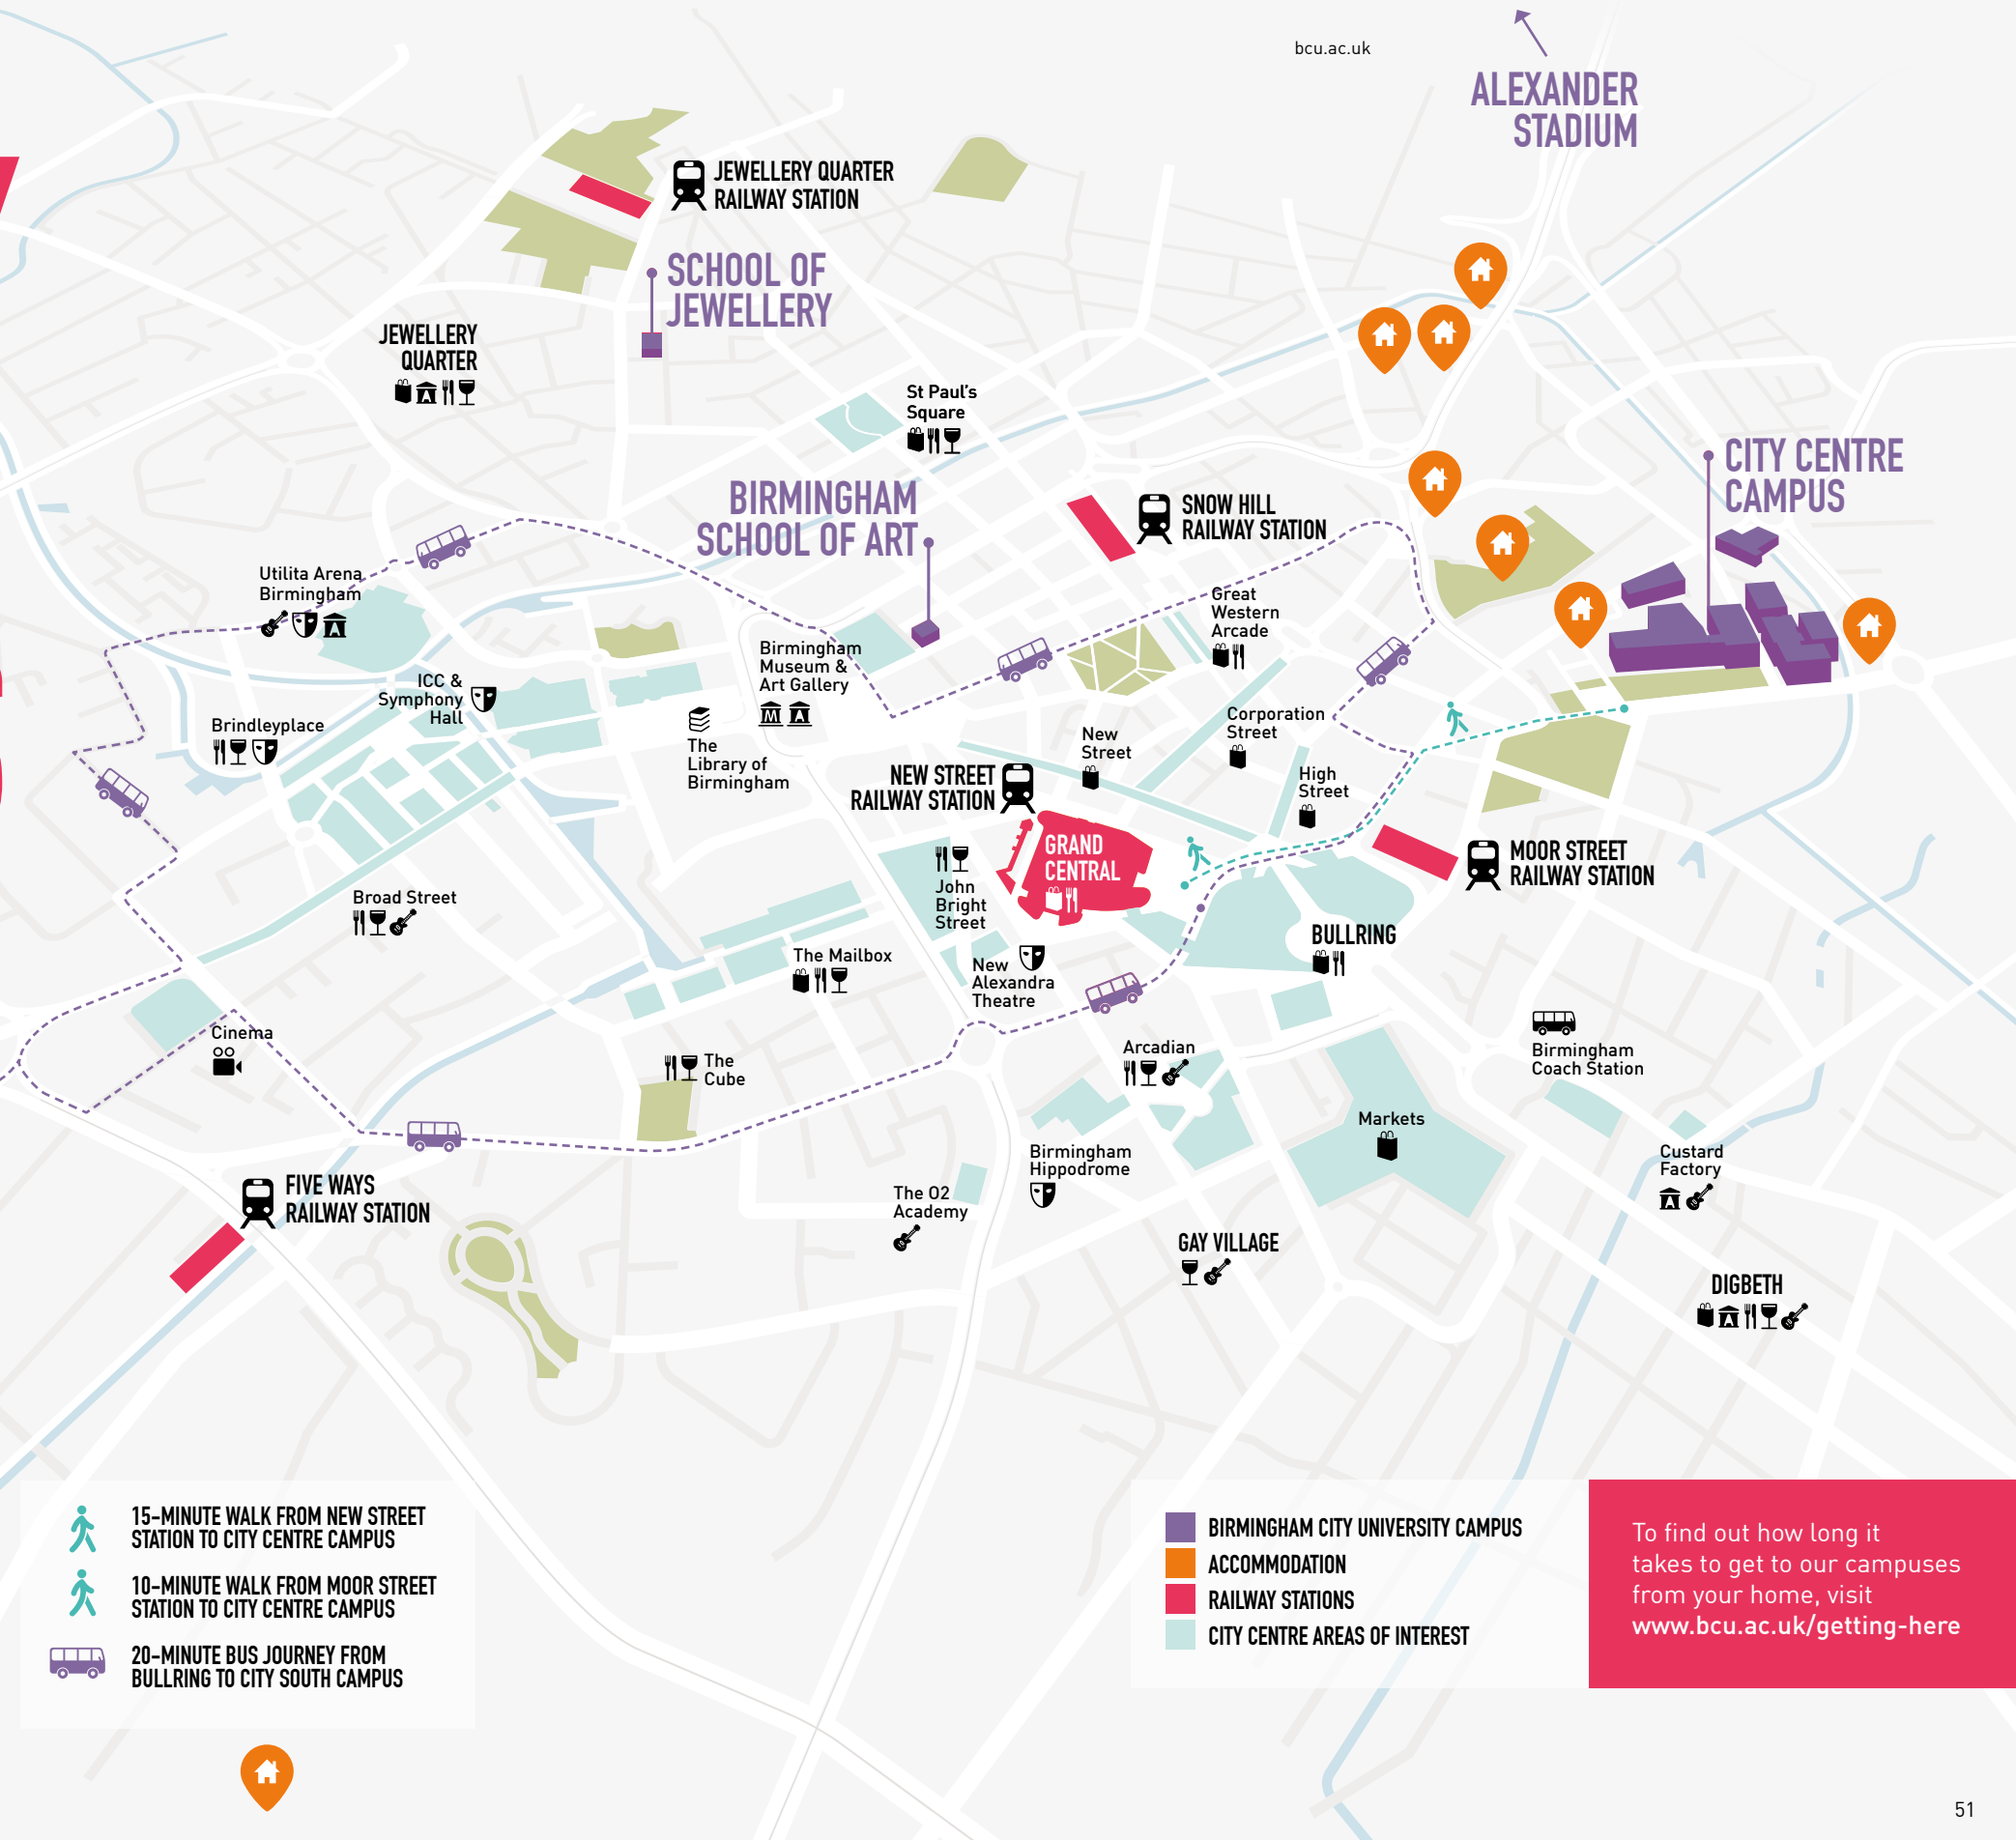 bcu.ac.uk
ALEXANDER
STADIUM
JEWELLERY QUARTER
RAILWAY STATION
SCHOOL OF
JEWELLERY
JEWELLERY
QUARTER
St Paul's
Square
CITY CENTRE
CAMPUS
BIRMINGHAM
SCHOOL OF ART
SNOW HILL
RAILWAY STATION
Utilita Arena
Birmingham
Great
Western
Arcade
Birmingham
Museum &
Art Gallery
M
A
ICC &
Symphony
Hall
Brindleyplace
The
Library of
Birmingham
New
Street
Corporation
Street
High
Street
NEW STREET
RAILWAY STATION
GRAND
CENTRAL
MOOR STREET
RAILWAY STATION
John
Bright
Street
Broad Street
BULLRING
The Mailbox
New
Alexandra
Theatre
Cinema
The
Cube
Arcadian
Birmingham
Coach Station
Markets
Birmingham
Hippodrome
Custard
Factory
FIVE WAYS
RAILWAY STATION
The O2
Academy
GAY VILLAGE
DIGBETH
15-MINUTE WALK FROM NEW STREET
STATION TO CITY CENTRE CAMPUS
10-MINUTE WALK FROM MOOR STREET
STATION TO CITY CENTRE CAMPUS
20-MINUTE BUS JOURNEY FROM
BULLRING TO CITY SOUTH CAMPUS
BIRMINGHAM CITY UNIVERSITY CAMPUS
ACCOMMODATION
RAILWAY STATIONS
CITY CENTRE AREAS OF INTEREST
To find out how long it
takes to get to our campuses
from your home, visit
www.bcu.ac.uk/getting-here
51